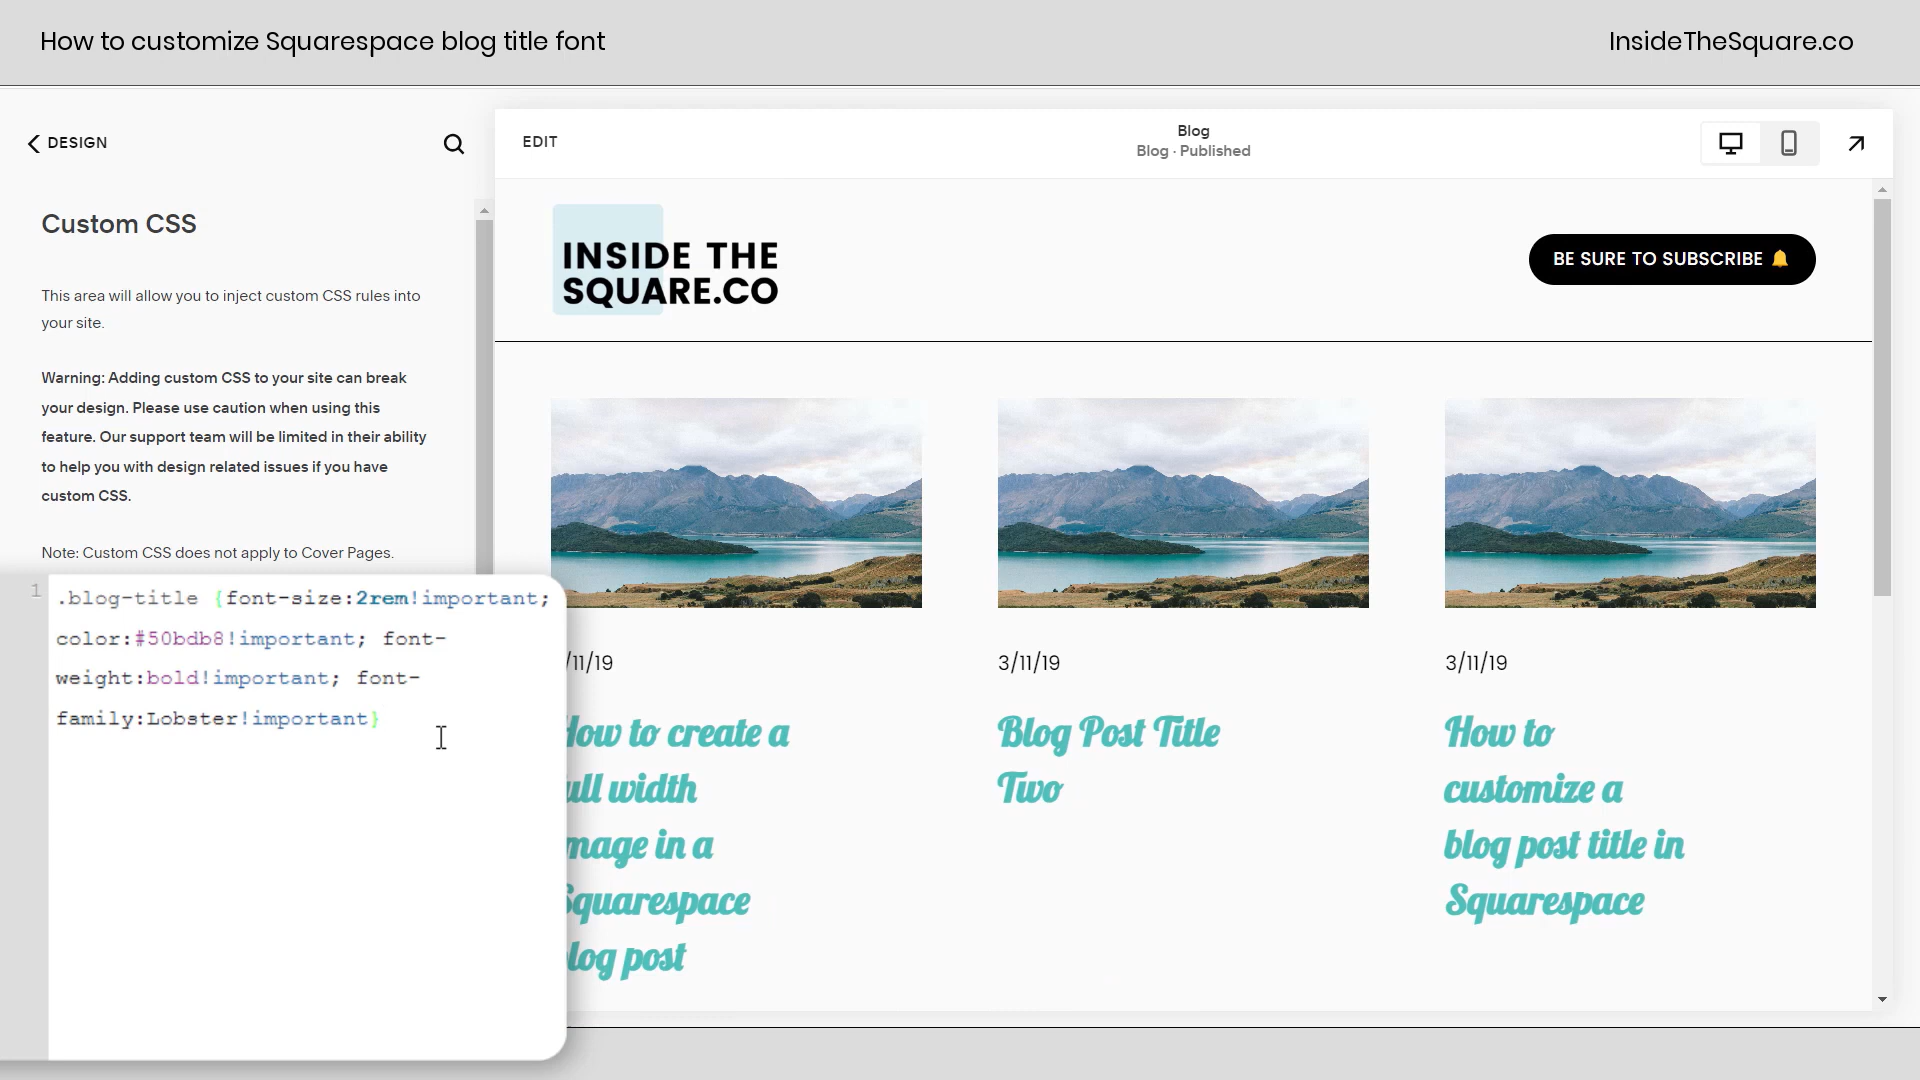 How to customize Squarespace blog title font
InsideTheSquare.co
DESIGN
Custom CSS
This area will allow you to inject custom CSS rules into
your site.
Warning: Adding custom CSS to your site can break
your design. Please use caution when using this
feature. Our support team will be limited in their ability
to help you with design related issues if you have
custom CSS.
Note: Custom CSS does not apply to Cover Pages.
1
.blog-title {font-size:2rem!important;
color:#50bdb8!important; font-
weight:bold!important; font-
family:Lobster!important}
EDIT
Blog
Blog · Published
INSIDE THE
SQUARE.CO
BE SURE TO SUBSCRIBE 🔔
/11/19
How to create a
ull width
mage in a
Squarespace
log post
3/11/19
Blog Post Title
Two
3/11/19
How to
customize a
blog post title in
Squarespace